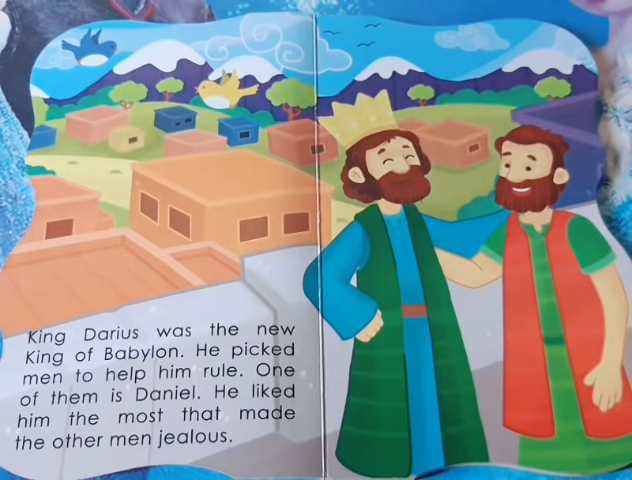 King Darius was the new
King of Babylon. He picked
men to help him rule. One
of them is Daniel. He liked
him the most that made
the other men jealous.